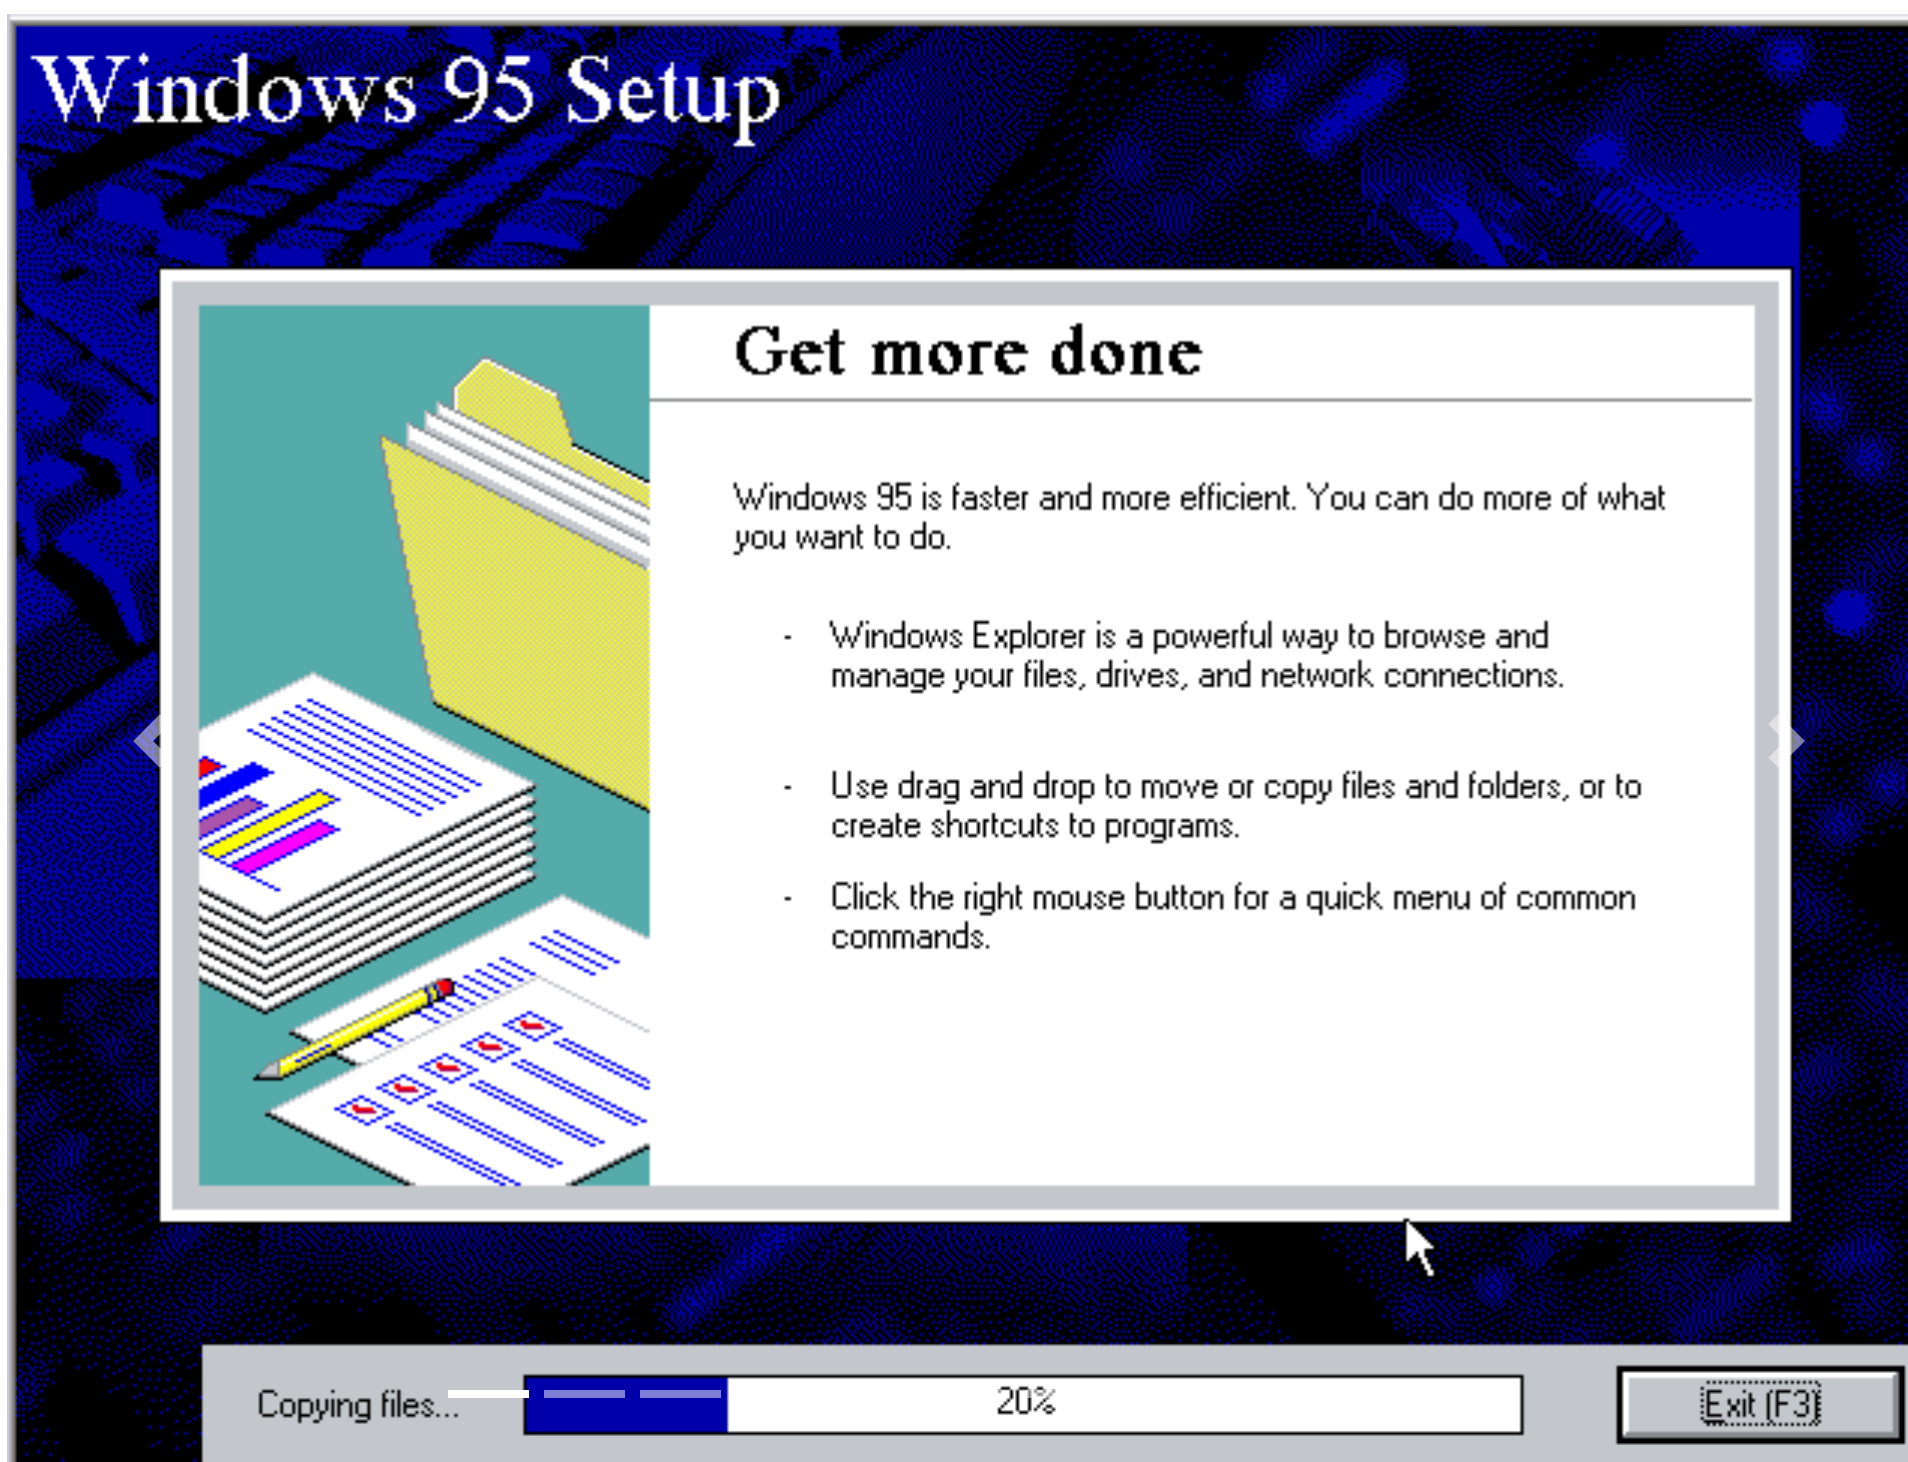 Windows 95 Setup
Get more done
Windows 95 is faster and more efficient. You can do more of what
you want to do.
- Windows Explorer is a powerful way to browse and
manage your files, drives, and network connections.
- Use drag and drop to move or copy files and folders, or to
create shortcuts to programs.
- Click the right mouse button for a quick menu of common
commands.
Copying files... 20% Exit (F3)